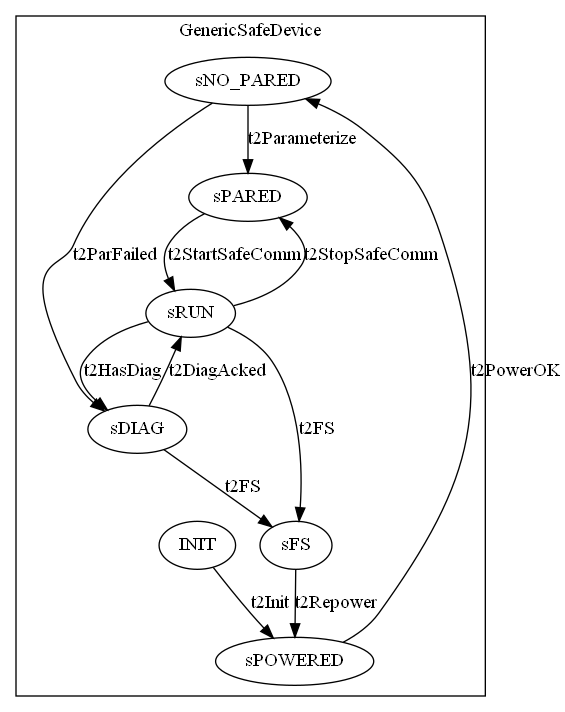 GenericSafeDevice
sNO_PARED
t2Parameterize
sPARED
t2ParFailed
t2StartSafeComm
t2StopSafeComm
sRUN
t2HasDiag
t2DiagAcked
t2PowerOK
sDIAG
t2FS
t2FS
INIT
sFS
t2Init
t2Repower
sPOWERED